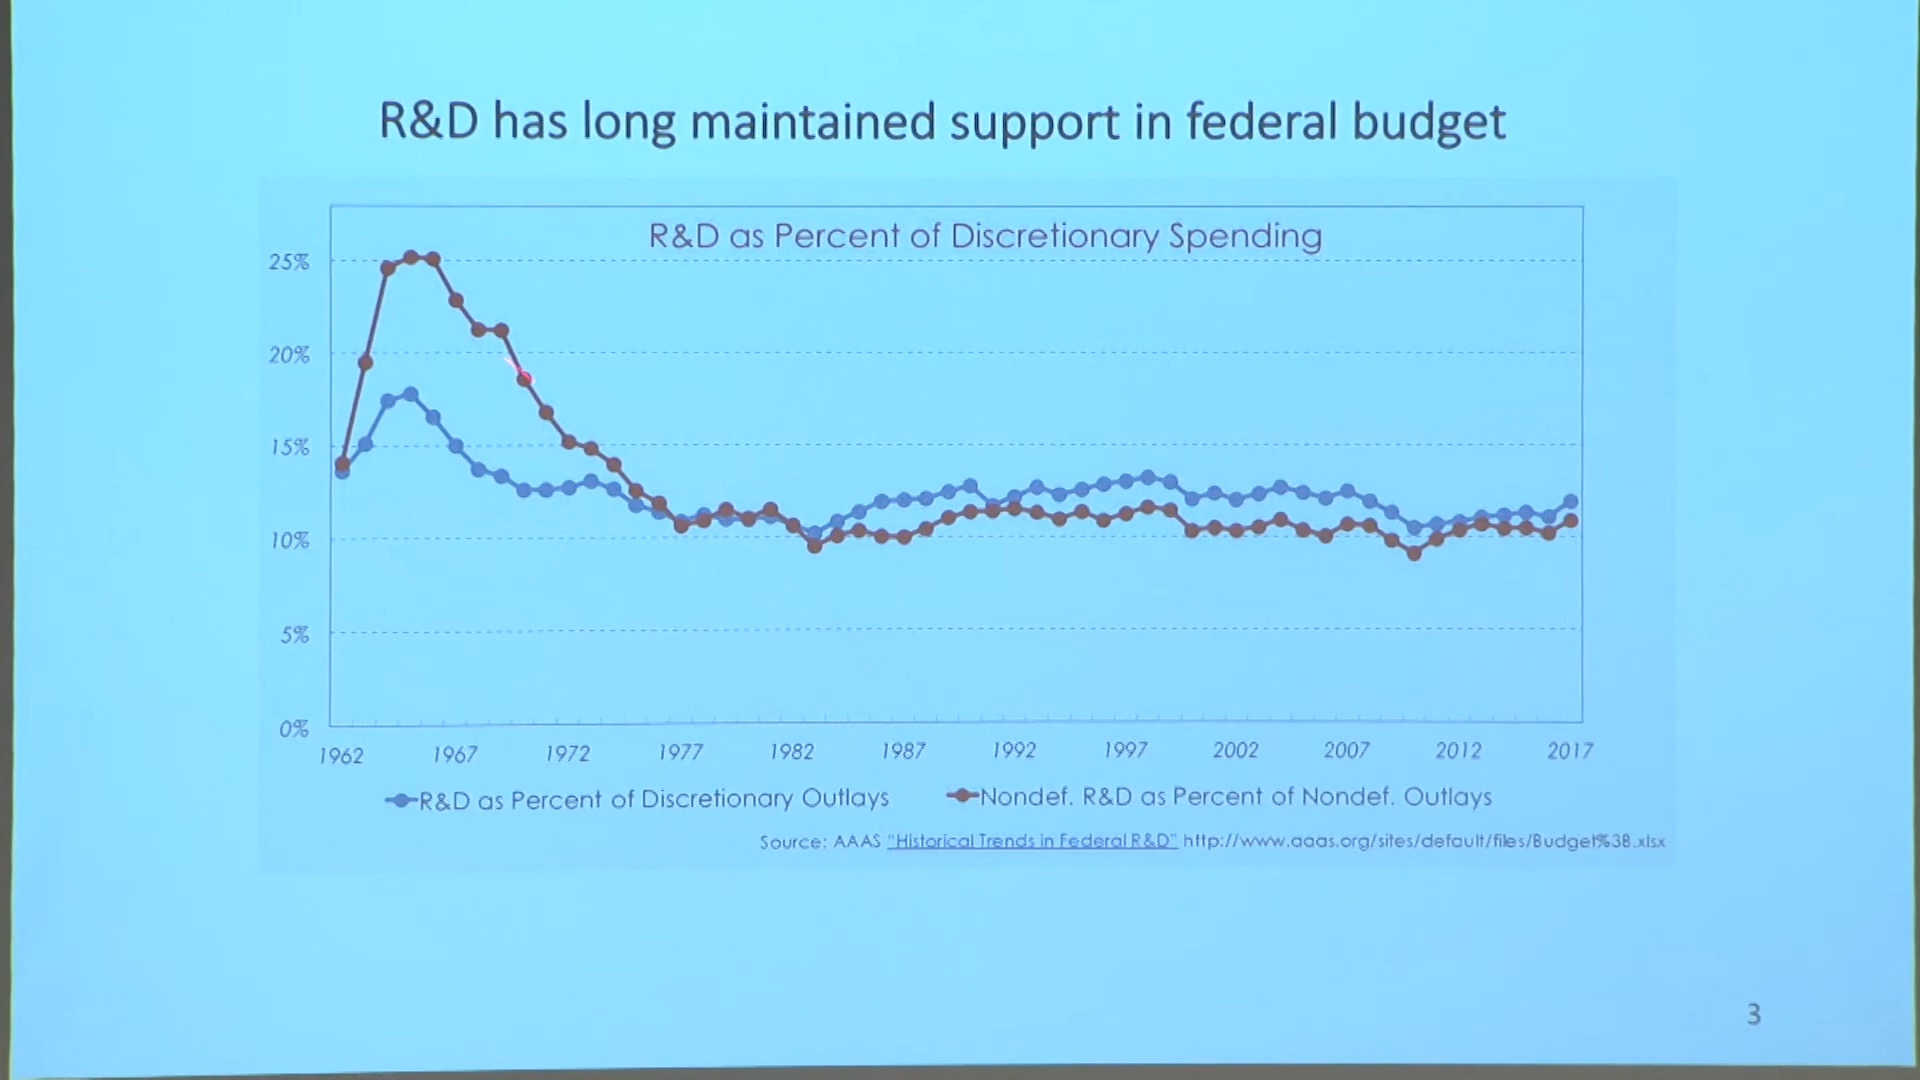 R&D has long maintained support in federal budget
R&D as Percent of Discretionary Spending
25%
20%
15%
10%
5%
0%
1962 1967 1972 1977 1982 1987 1992 1997 2002 2007 2012 2017
R&D as Percent of Discretionary Outlays Nondef. R&D as Percent of Nondef. Outlays
Source: AAAS "Historical Trends in Federal R&D" http://www.aaas.org/sites/default/files/Budget%3B.xlsx
3